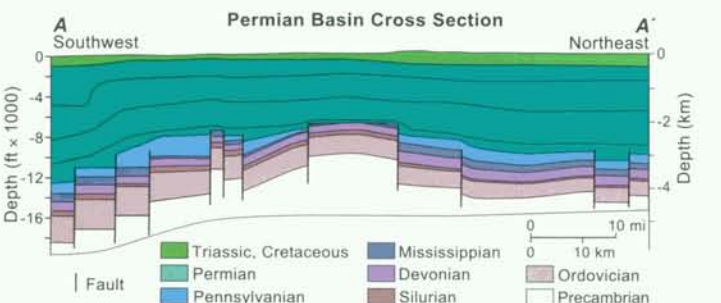 Permian Basin Cross Section
A
A'
Southwest
Northeast
0
-4
-8
-12
-16
Depth (ft × 1000)
0
-2
-4
Depth (km)
0 10 mi
0 10 km
Fault
Triassic, Cretaceous
Permian
Pennsylvanian
Mississippian
Devonian
Silurian
Ordovician
Precambrian